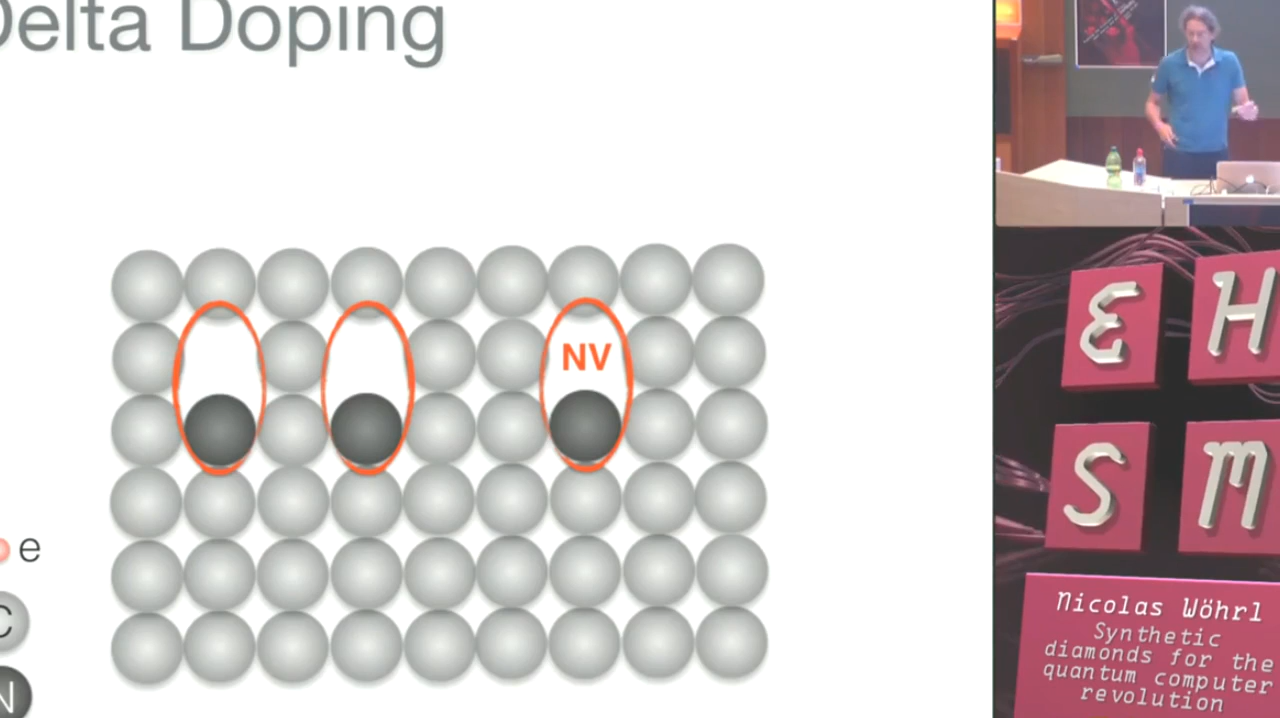 Delta Doping
NV
e
C
N
E H
S M
Nicolas Wöhrl
Synthetic
diamonds for the
quantum computer
revolution